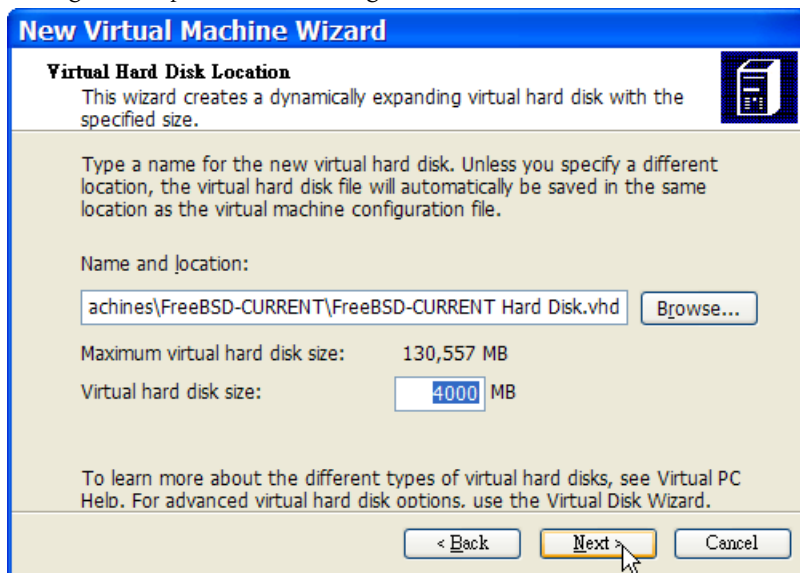 New Virtual Machine Wizard
Virtual Hard Disk Location
This wizard creates a dynamically expanding virtual hard disk with the
specified size.
Type a name for the new virtual hard disk. Unless you specify a different
location, the virtual hard disk file will automatically be saved in the same
location as the virtual machine configuration file.
Name and location:
achines\FreeBSD-CURRENT\FreeBSD-CURRENT Hard Disk.vhd Browse...
Maximum virtual hard disk size: 130,557 MB
Virtual hard disk size: 4000 MB
To learn more about the different types of virtual hard disks, see Virtual PC
Help. For advanced virtual hard disk options, use the Virtual Disk Wizard.
< Back Next > Cancel